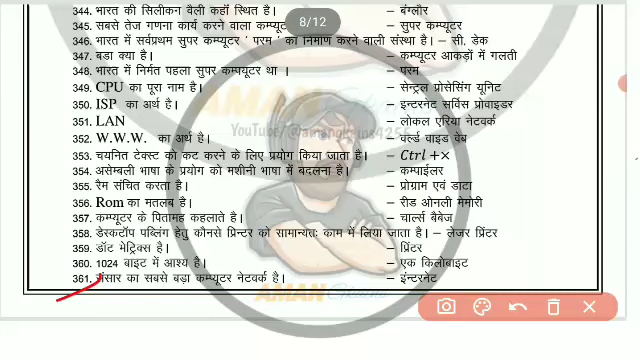 344. भारत की सिलीकन वैली कहाँ स्थित है। – बंग्लौर
345. सबसे तेज गणना कार्य करने वाला कम्प्यूटर – सुपर कम्प्यूटर
8/12
346. भारत में सर्वप्रथम सुपर कम्प्यूटर ' परम ' का निर्माण करने वाली संस्था है। – सी. डेक
347. बडा क्या है। – कम्प्यूटर आकड़ों में गलती
348. भारत में निर्मत पहला सुपर कम्प्यूटर था । – परम
349. CPU का पूरा नाम है। – सेन्ट्रल प्रोसेसिंग यूनिट
350. ISP का अर्थ है। – इन्टरनेट सर्विस प्रोवाइडर
351. LAN – लोकल एरिया नेटवर्क
352. W.W.W. का अर्थ है। – वर्ल्ड वाइड वेब
353. चयनित टेक्स्ट को कट करने के लिए प्रयोग किया जाता है। – Ctrl +×
354. असेम्बली भाषा के प्रयोग को मशीनी भाषा में बदलना है। – कम्पाईलर
355. रैम संचित करता है। – प्रोग्राम एवं डाटा
356. Rom का मतलब है। – रीड ओनली मेमोरी
357. कम्प्यूटर के पितामह कहलाते है। – चार्ल्स बैबेज
358. डेस्कटॉप पब्लिंग हेतु कौनसे प्रिन्टर को सामान्यतः काम में लिया जाता है। – लेजर प्रिंटर
359. डॉट मेट्रिक्स है। – प्रिंटर
360. 1024 बाइट में आश्य है। – एक किलोबाइट
361. संसार का सबसे बड़ा कम्प्यूटर नेटवर्क है। – इंन्टरनेट
AMAN